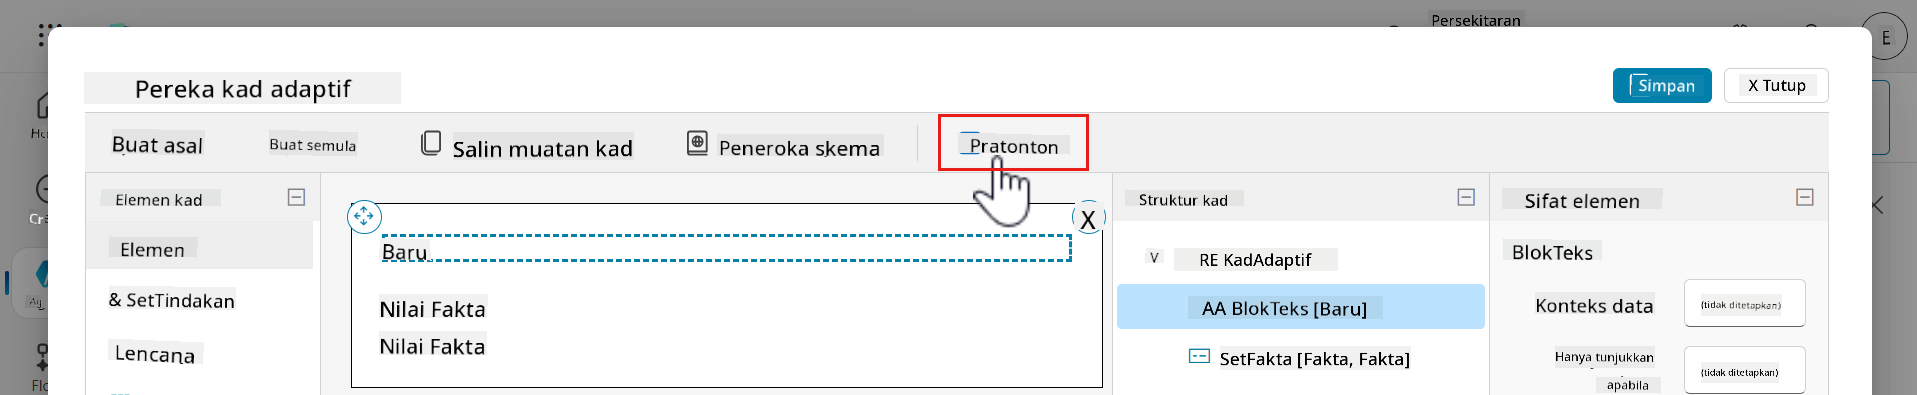 Persekitaran
E
Pereka kad adaptif
Simpan
X Tutup
Buat asal
Buat semula
Salin muatan kad
Peneroka skema
Pratonton
Elemen kad
Struktur kad
Sifat elemen
X
Elemen
Baru
V
RE KadAdaptif
BlokTeks
& SetTindakan
Nilai Fakta
AA BlokTeks [Baru]
Konteks data
(tidak ditetapkan)
Lencana
Nilai Fakta
SetFakta [Fakta, Fakta]
Hanya tunjukkan
apabila
(tidak ditetapkan)